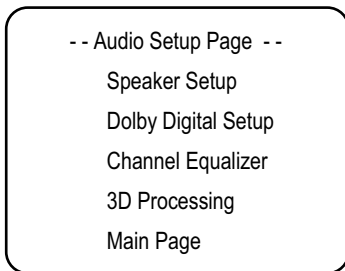 - - Audio Setup Page - -
Speaker Setup
Dolby Digital Setup
Channel Equalizer
3D Processing
Main Page